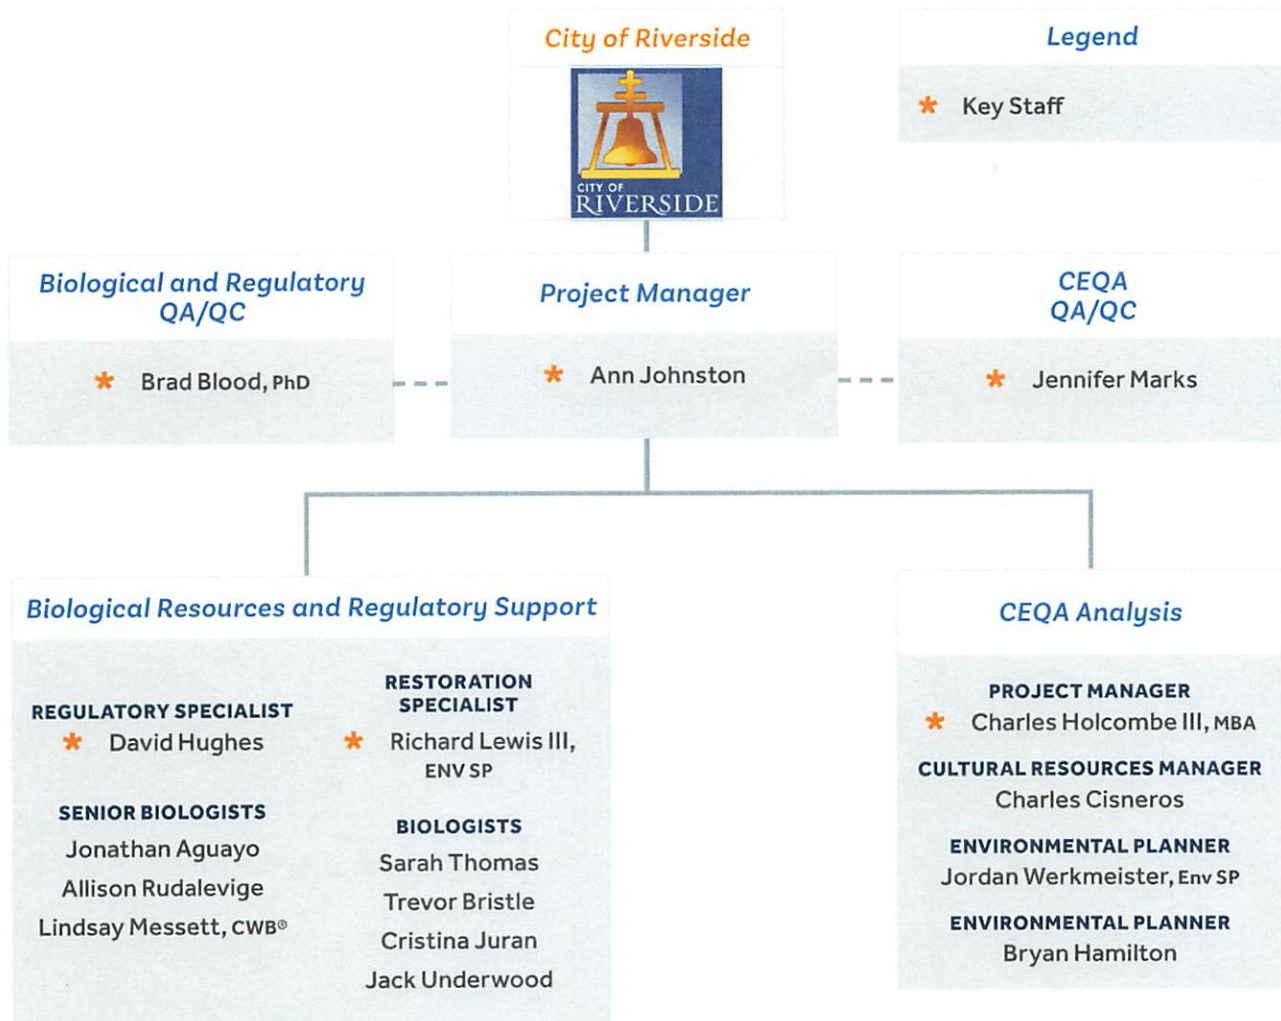 City of Riverside
CITY OF
RIVERSIDE
Legend
* Key Staff
Biological and Regulatory
QA/QC
* Brad Blood, PhD
Project Manager
* Ann Johnston
CEQA
QA/QC
* Jennifer Marks
Biological Resources and Regulatory Support
REGULATORY SPECIALIST
* David Hughes
SENIOR BIOLOGISTS
Jonathan Aguayo
Allison Rudalevige
Lindsay Messett, CWB®
RESTORATION
SPECIALIST
* Richard Lewis III,
ENV SP
BIOLOGISTS
Sarah Thomas
Trevor Bristle
Cristina Juran
Jack Underwood
CEQA Analysis
PROJECT MANAGER
* Charles Holcombe III, MBA
CULTURAL RESOURCES MANAGER
Charles Cisneros
ENVIRONMENTAL PLANNER
Jordan Werkmeister, Env SP
ENVIRONMENTAL PLANNER
Bryan Hamilton